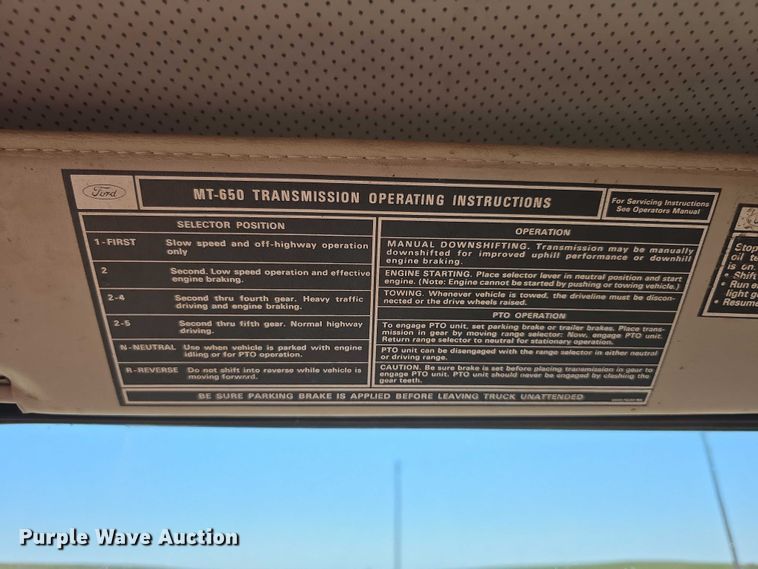 Ford
MT-650 TRANSMISSION OPERATING INSTRUCTIONS
For Servicing Instructions
See Operators Manual
SELECTOR POSITION
1-FIRST Slow speed and off-highway operation
only
2 Second. Low speed operation and effective
engine braking.
2-4 Second thru fourth gear. Heavy traffic
driving and engine braking.
2-5 Second thru fifth gear. Normal highway
driving.
N-NEUTRAL Use when vehicle is parked with engine
idling or for PTO operation.
R-REVERSE Do not shift into reverse while vehicle is
moving forward.
OPERATION
MANUAL DOWNSHIFTING. Transmission may be manually
downshifted for improved uphill performance or downhill
engine braking.
ENGINE STARTING. Place selector lever in neutral position and start
engine. (Note: Engine cannot be started by pushing or towing vehicle.)
TOWING. Whenever vehicle is towed, the driveline must be discon-
nected or the drive wheels raised.
PTO OPERATION
To engage PTO unit, set parking brake or trailer brakes. Place trans-
mission in gear by moving range selector: Now, engage PTO unit.
Return range selector to neutral for stationary operation.
PTO unit can be disengaged with the range selector in either neutral
or driving range.
CAUTION. Be sure brake is set before placing transmission in gear to
engage PTO unit. PTO unit should never be engaged by clashing the
gear teeth.
BE SURE PARKING BRAKE IS APPLIED BEFORE LEAVING TRUCK UNATTENDED
Stop
oil te
is on.
• Shift
• Run e
light g
• Resume
Purple Wave Auction